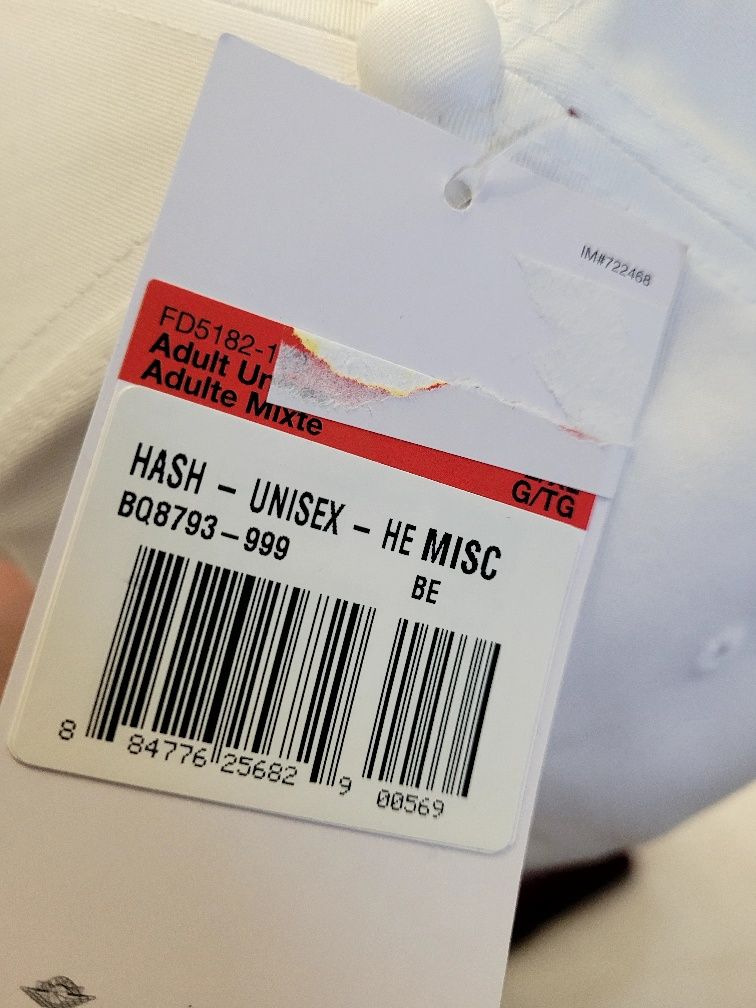 IM#722468
FD5182-1
Adult Un
Adulte Mixte
G/TG
HASH - UNISEX - HE MISC
BQ8793-999
BE
8 84776 25682 9 00569